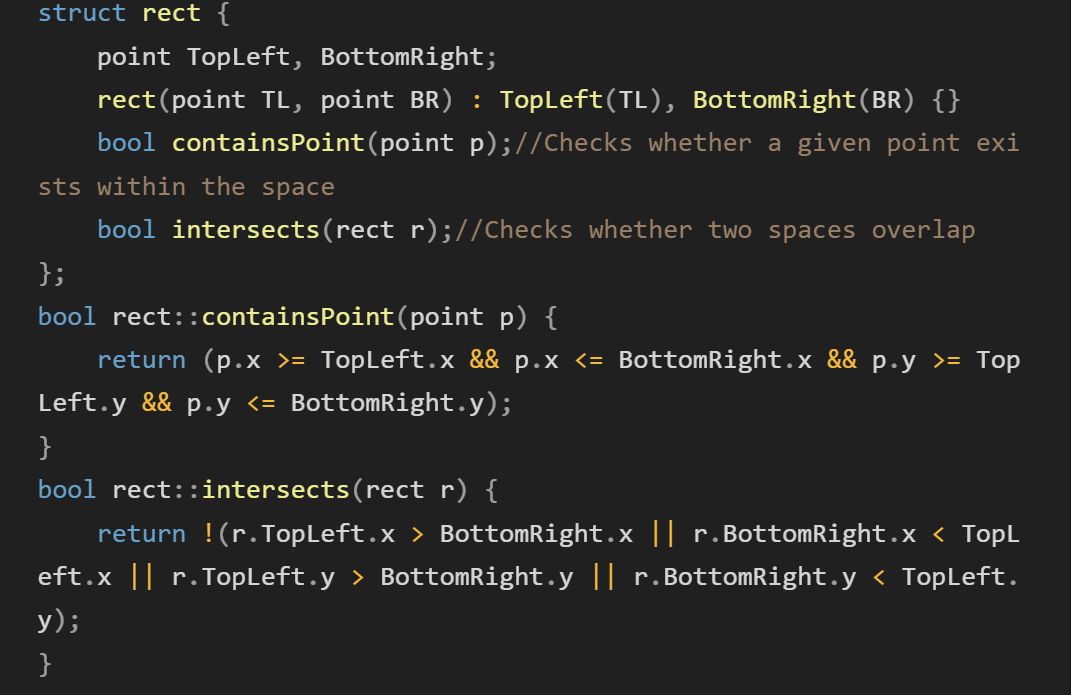 struct rect {
    point TopLeft, BottomRight;
    rect(point TL, point BR) : TopLeft(TL), BottomRight(BR) {}
    bool containsPoint(point p);//Checks whether a given point exi
sts within the space
    bool intersects(rect r);//Checks whether two spaces overlap
};
bool rect::containsPoint(point p) {
    return (p.x >= TopLeft.x && p.x <= BottomRight.x && p.y >= Top
Left.y && p.y <= BottomRight.y);
}
bool rect::intersects(rect r) {
    return !(r.TopLeft.x > BottomRight.x || r.BottomRight.x < TopL
eft.x || r.TopLeft.y > BottomRight.y || r.BottomRight.y < TopLeft.
y);
}